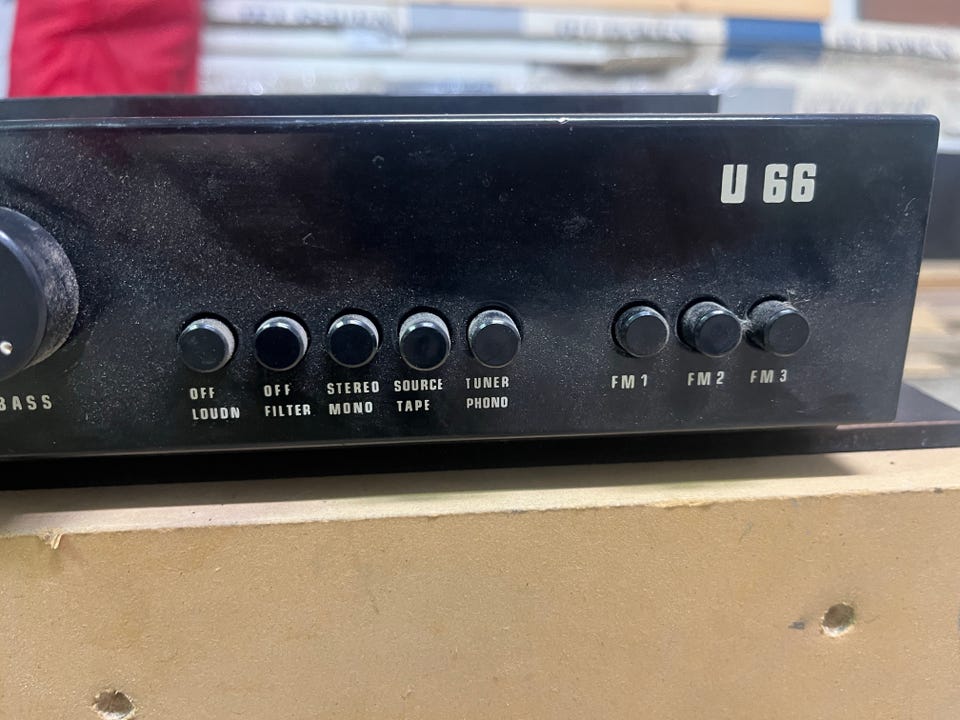 U 66
BASS
OFF
LOUDN
OFF
FILTER
STEREO
MONO
SOURCE
TAPE
TUNER
PHONO
FM 1
FM 2
FM 3